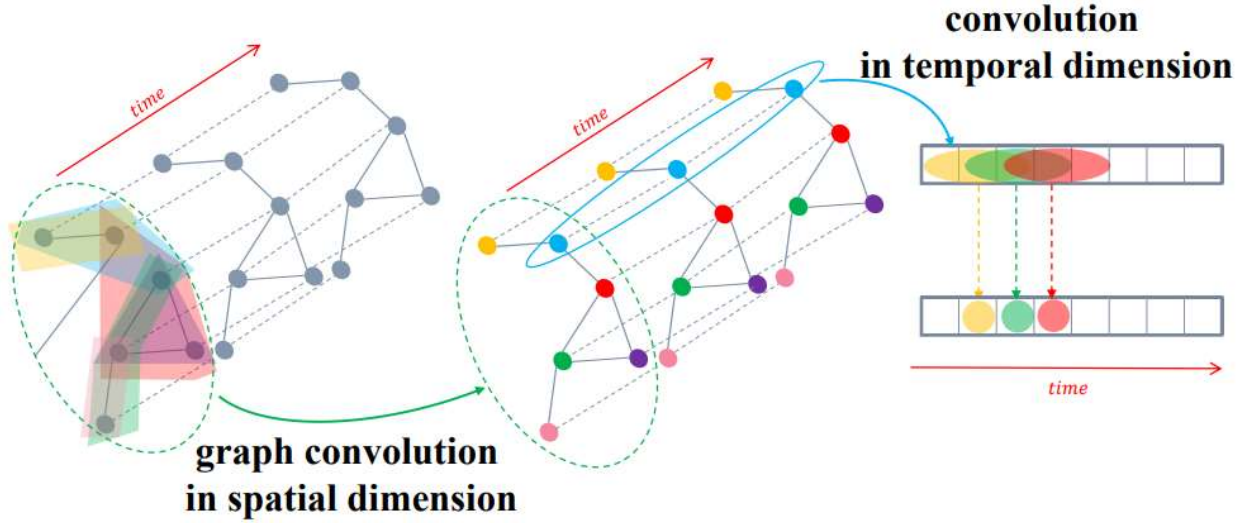 convolution
in temporal dimension
time
time
time
graph convolution
in spatial dimension